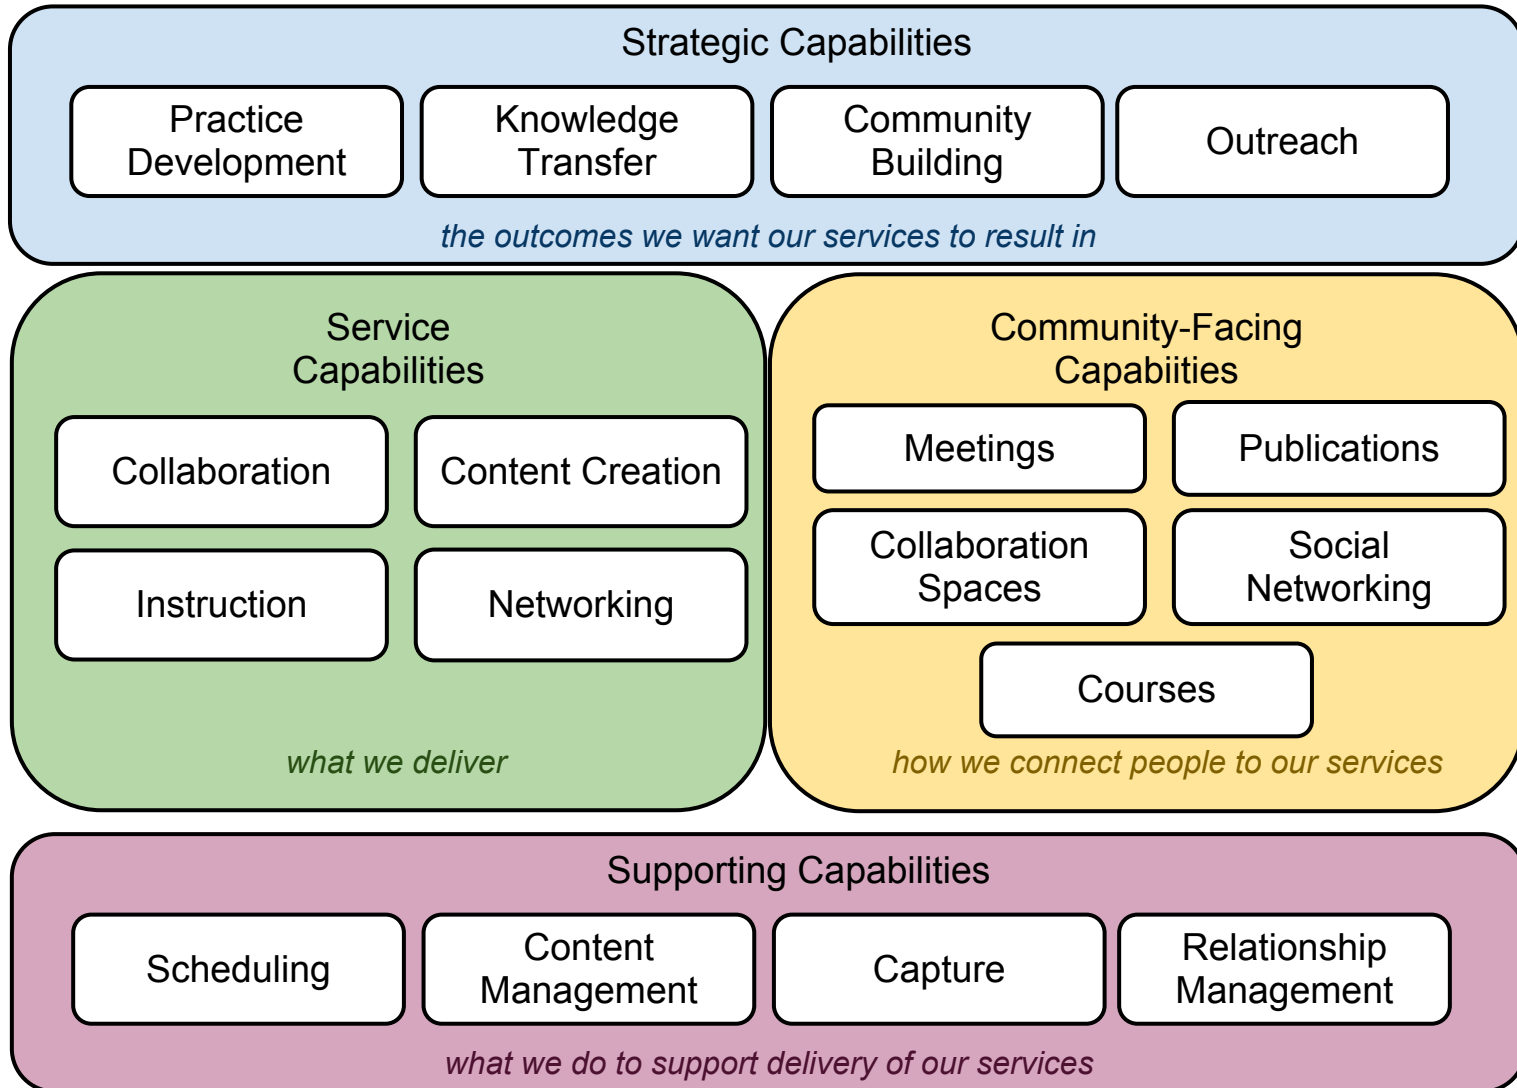 Strategic Capabilities
Practice
Development
Knowledge
Transfer
Community
Building
Outreach
the outcomes we want our services to result in
Service
Capabilities
Collaboration
Content Creation
Instruction
Networking
what we deliver
Community-Facing
Capabiities
Meetings
Publications
Collaboration
Spaces
Social
Networking
Courses
how we connect people to our services
Supporting Capabilities
Scheduling
Content
Management
Capture
Relationship
Management
what we do to support delivery of our services